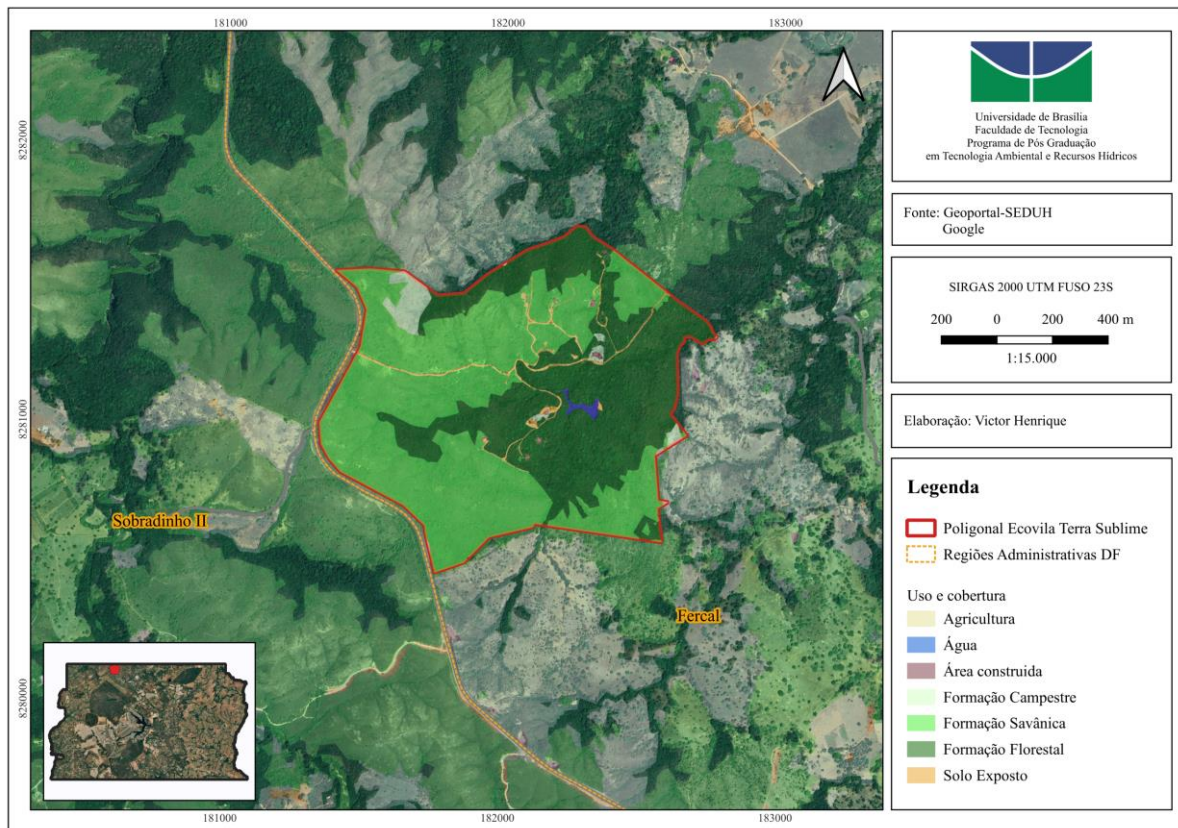 181000
182000
183000
8282000
8281000
8280000
Sobradinho II
Fercal
181000
182000
183000
Universidade de Brasília
Faculdade de Tecnologia
Programa de Pós Graduação
em Tecnologia Ambiental e Recursos Hídricos
Fonte: Geoportal-SEDUH
Google
SIRGAS 2000 UTM FUSO 23S
200 0 200 400 m
1:15.000
Elaboração: Victor Henrique
Legenda
Poligonal Ecovila Terra Sublime
Regiões Administrativas DF
Uso e cobertura
Agricultura
Água
Área construida
Formação Campestre
Formação Savânica
Formação Florestal
Solo Exposto